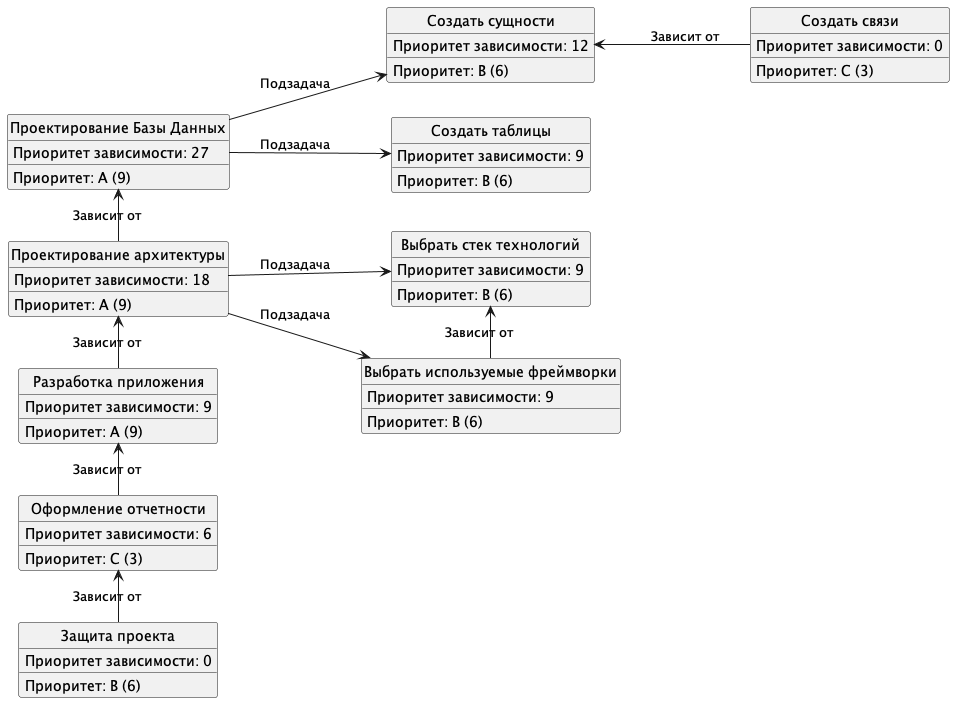 Создать сущности
Приоритет зависимости: 12
Приоритет: B (6)
Зависит от
Создать связи
Приоритет зависимости: 0
Приоритет: C (3)
Подзадача
Проектирование Базы Данных
Приоритет зависимости: 27
Приоритет: A (9)
Подзадача
Создать таблицы
Приоритет зависимости: 9
Приоритет: B (6)
Зависит от
Проектирование архитектуры
Приоритет зависимости: 18
Приоритет: A (9)
Подзадача
Выбрать стек технологий
Приоритет зависимости: 9
Приоритет: B (6)
Подзадача
Зависит от
Зависит от
Выбрать используемые фреймворки
Приоритет зависимости: 9
Приоритет: B (6)
Разработка приложения
Приоритет зависимости: 9
Приоритет: A (9)
Зависит от
Оформление отчетности
Приоритет зависимости: 6
Приоритет: C (3)
Зависит от
Защита проекта
Приоритет зависимости: 0
Приоритет: B (6)